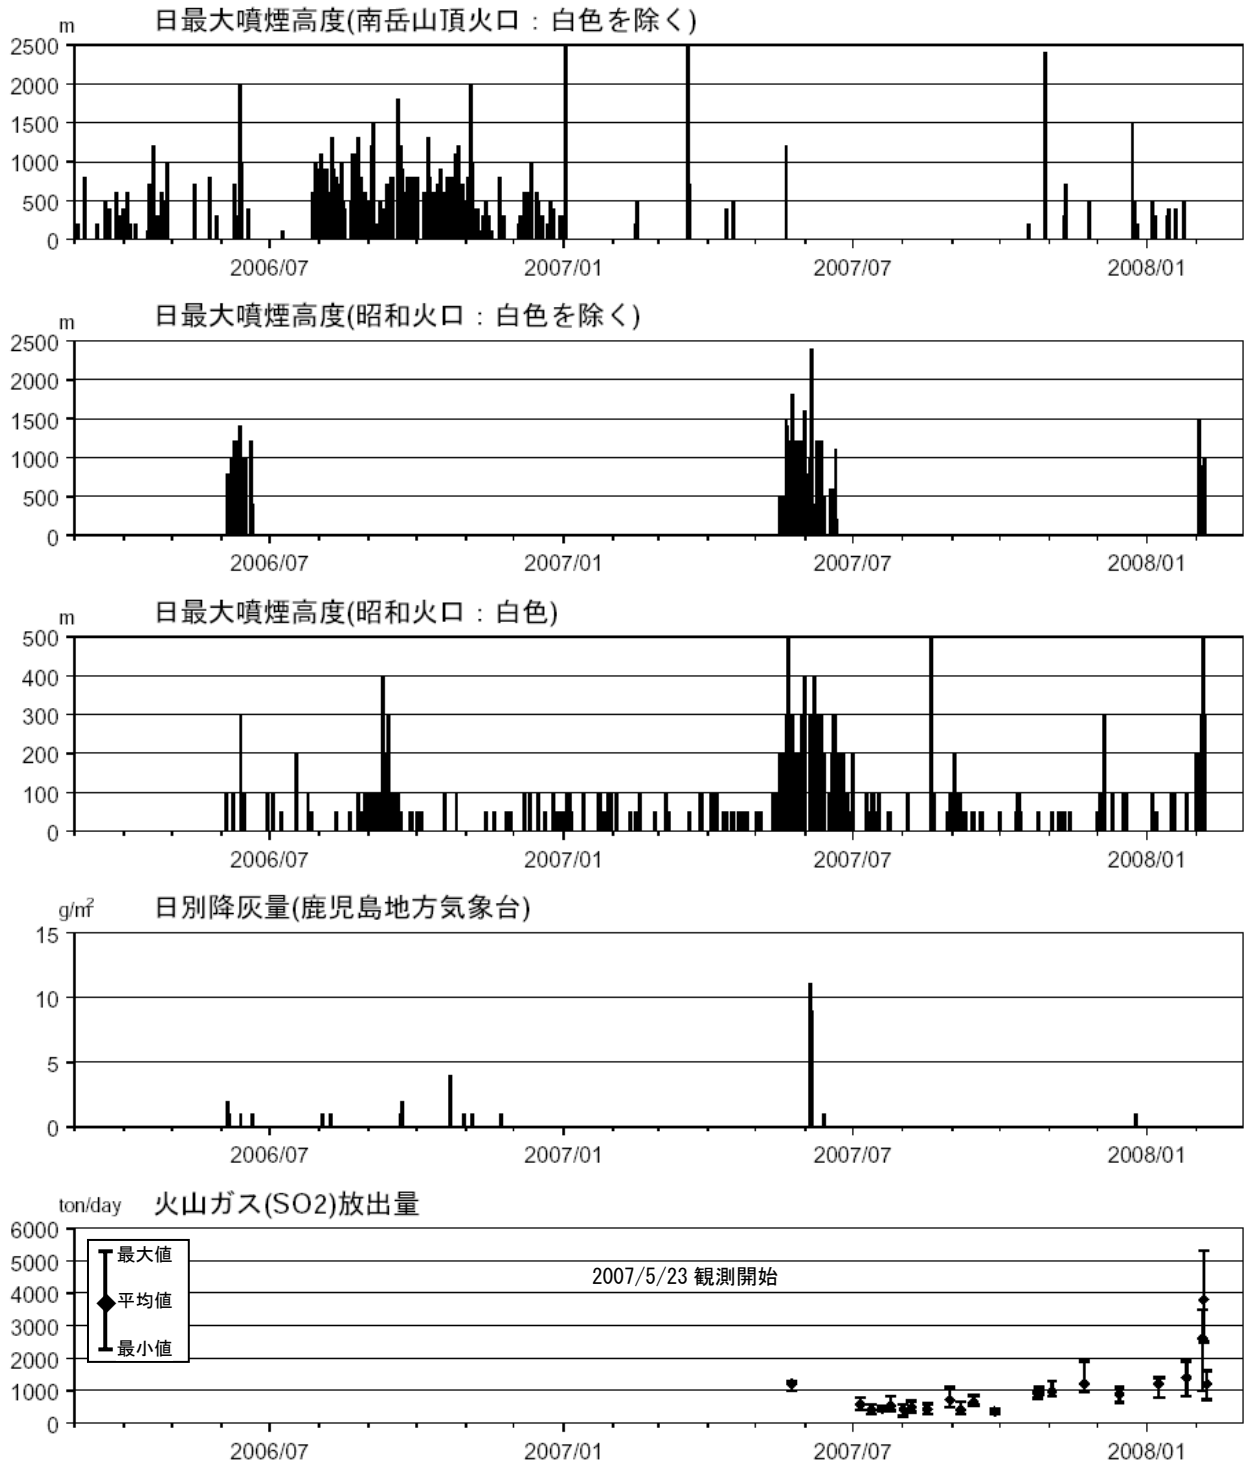 m 日最大噴煙高度(南岳山頂火口：白色を除く)
2500
2000
1500
1000
500
0
2006/07 2007/01 2007/07 2008/01
m 日最大噴煙高度(昭和火口：白色を除く)
2500
2000
1500
1000
500
0
2006/07 2007/01 2007/07 2008/01
m 日最大噴煙高度(昭和火口：白色)
500
400
300
200
100
0
2006/07 2007/01 2007/07 2008/01
g/㎡ 日別降灰量(鹿児島地方気象台)
15
10
5
0
2006/07 2007/01 2007/07 2008/01
ton/day 火山ガス(SO2)放出量
6000
5000
4000
3000
2000
1000
0
最大値
平均値
最小値
2007/5/23 観測開始
2006/07 2007/01 2007/07 2008/01